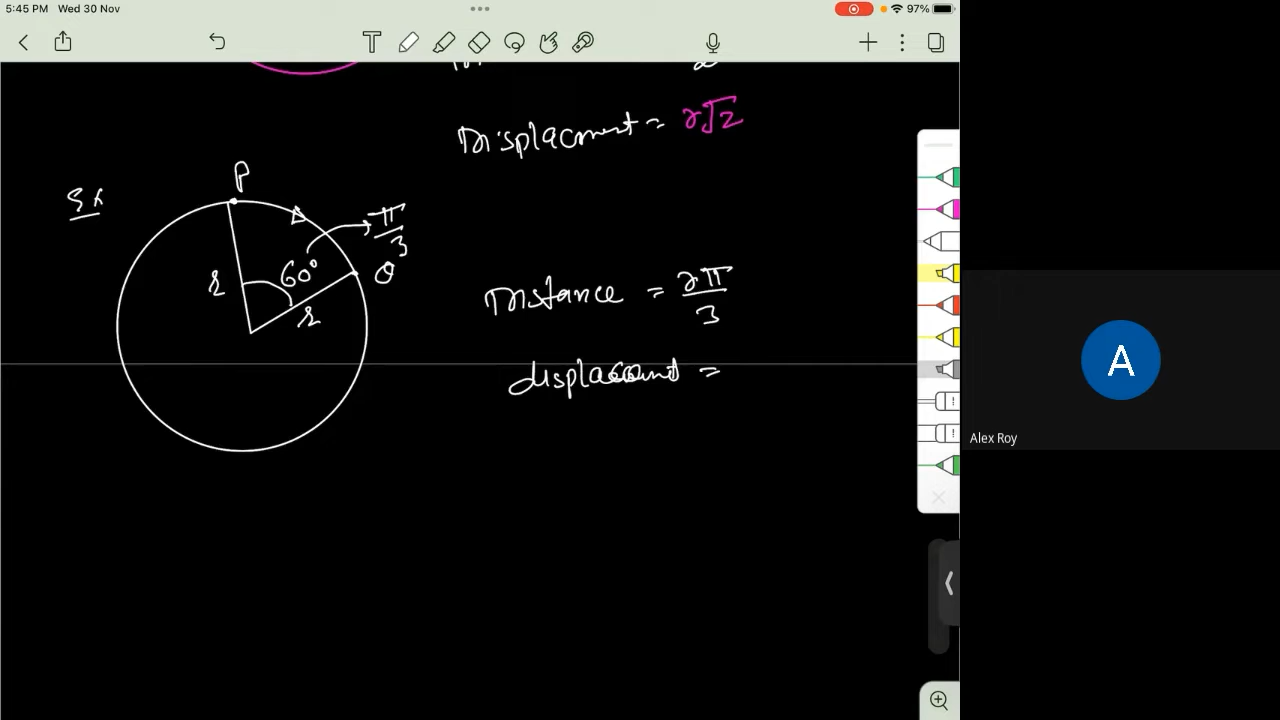 5:45 PM Wed 30 Nov
97%
T
Displacment = r√2
Ex
P
π/3
60°
Q
r
r
Distance = rπ/3
displacement =
A
Alex Roy